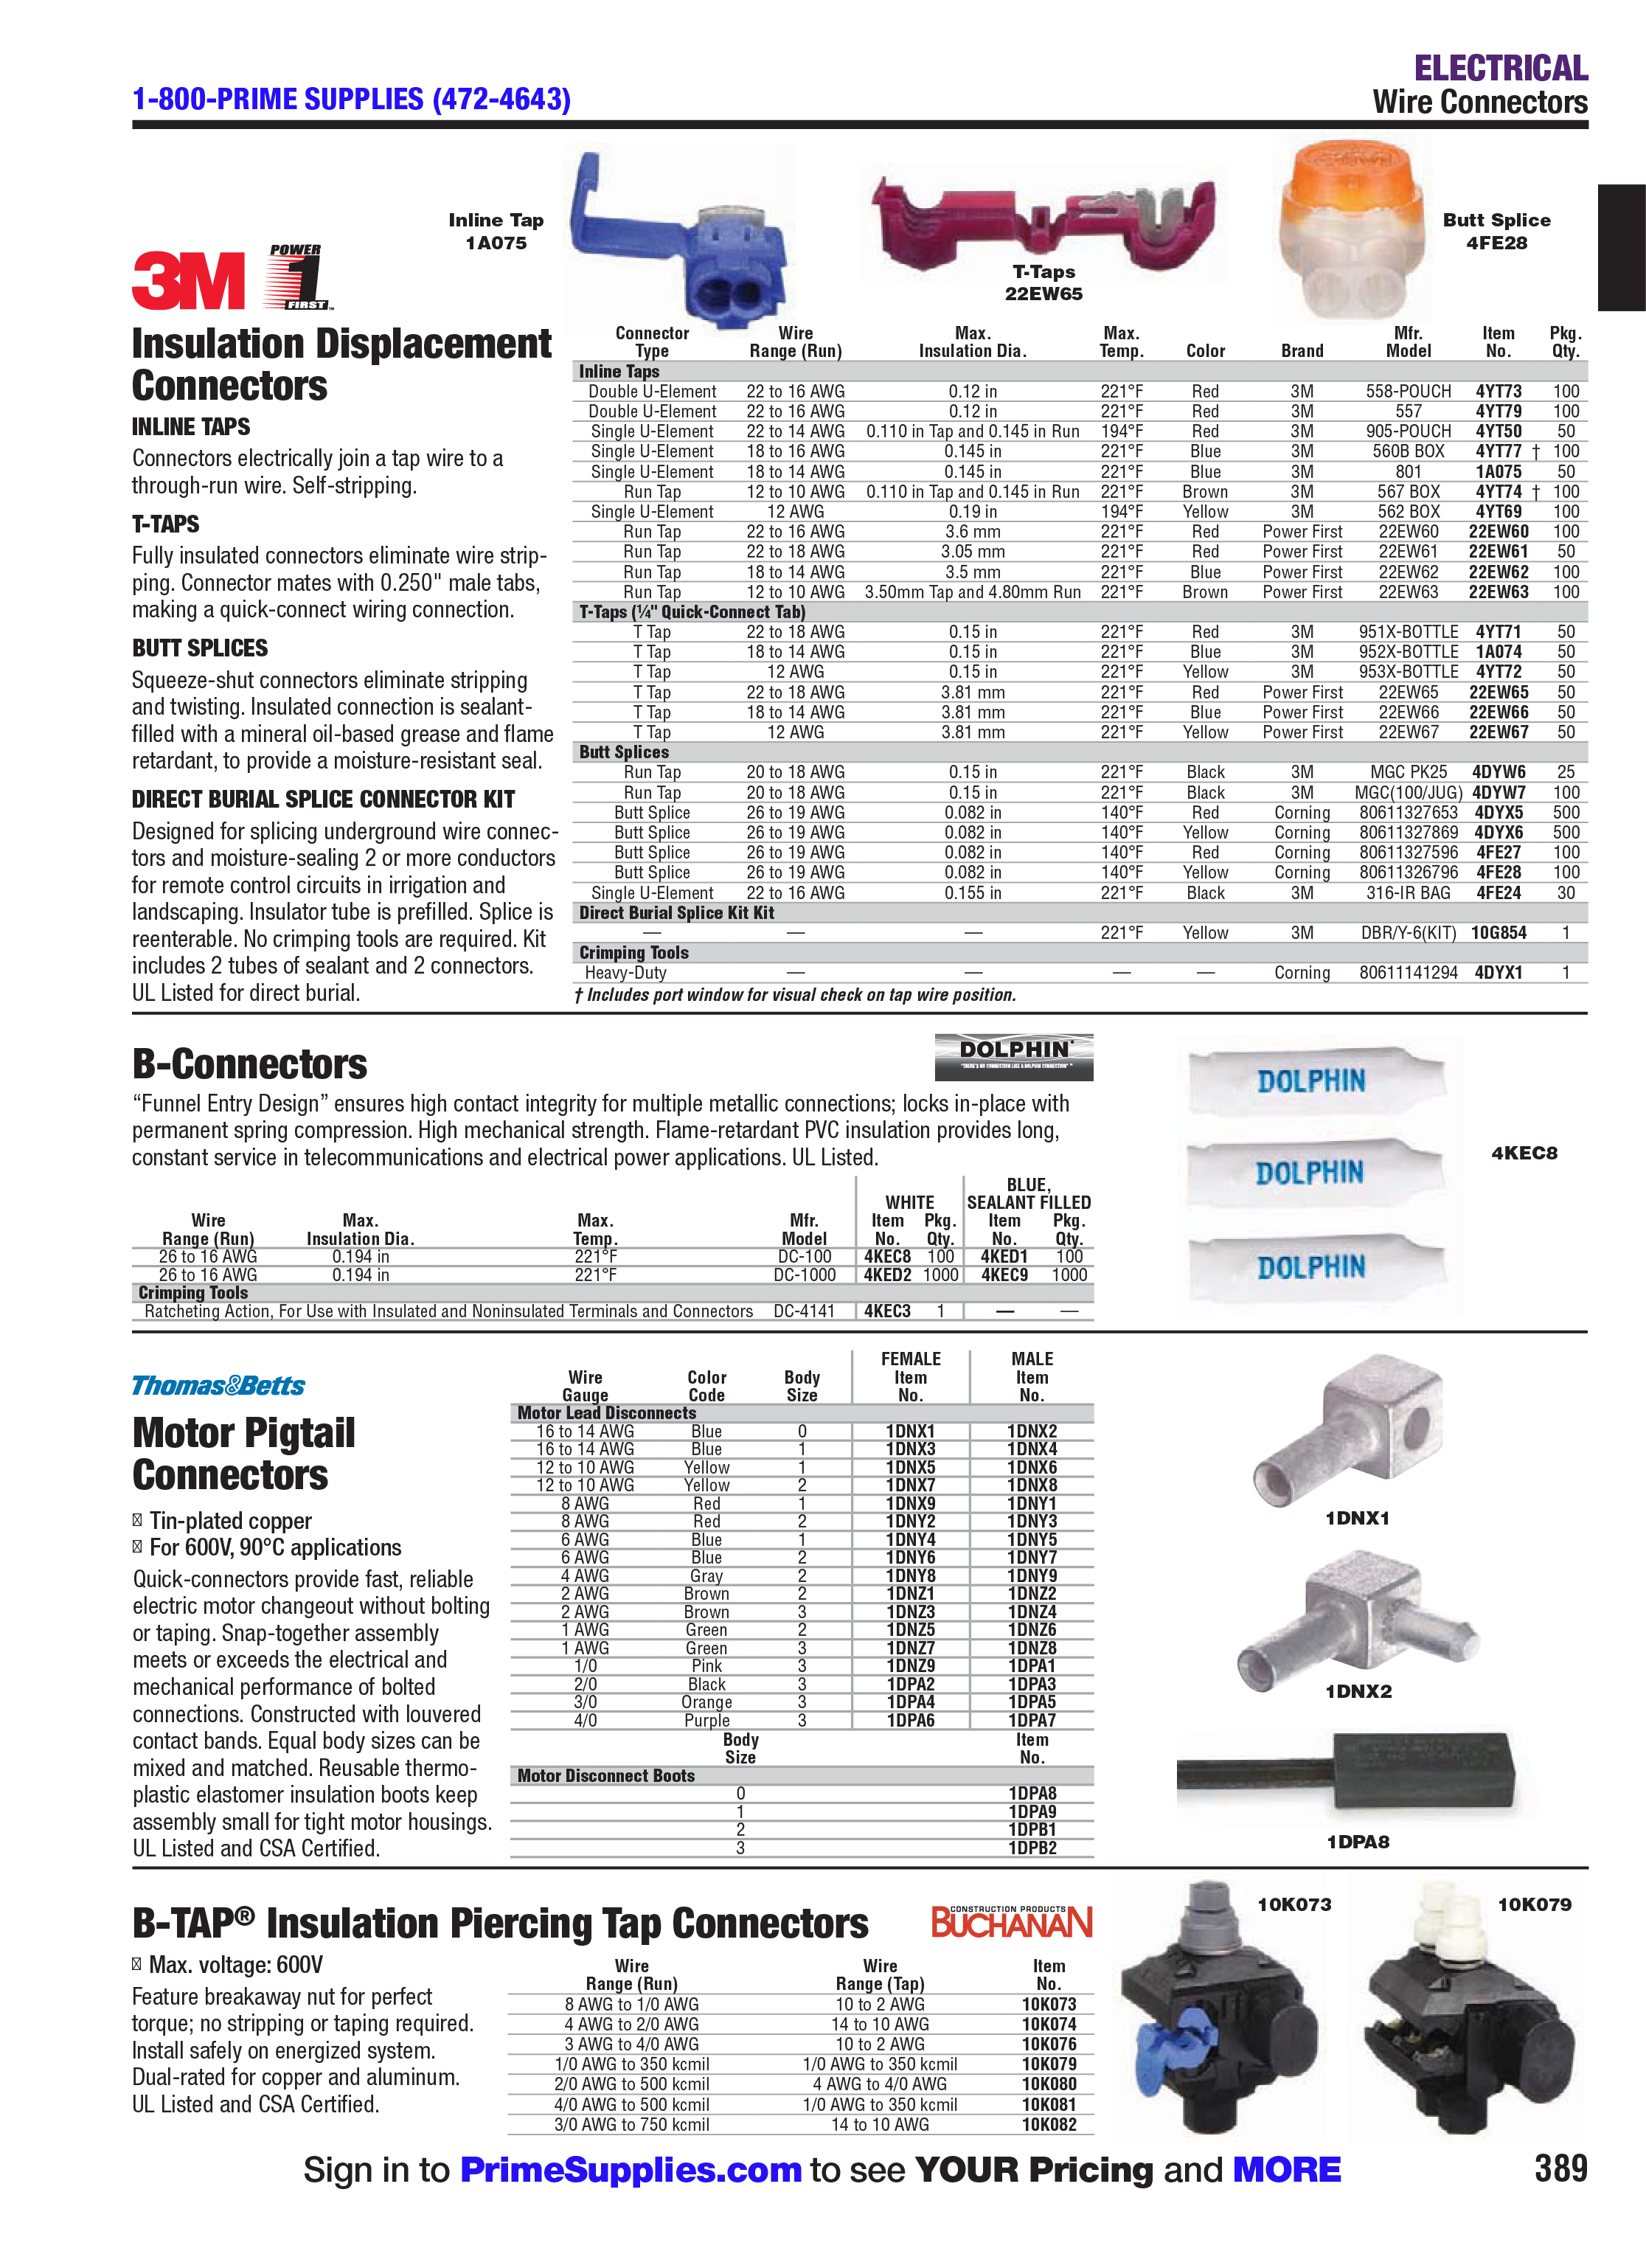 1-800-PRIME SUPPLIES (472-4643)
ELECTRICAL
Wire Connectors
Inline Tap
1A075
T-Taps
22EW65
Butt Splice
4FE28
3M POWER 1 FIRST™
Insulation Displacement
Connectors
INLINE TAPS
Connectors electrically join a tap wire to a
through-run wire. Self-stripping.
T-TAPS
Fully insulated connectors eliminate wire strip-
ping. Connector mates with 0.250" male tabs,
making a quick-connect wiring connection.
BUTT SPLICES
Squeeze-shut connectors eliminate stripping
and twisting. Insulated connection is sealant-
filled with a mineral oil-based grease and flame
retardant, to provide a moisture-resistant seal.
DIRECT BURIAL SPLICE CONNECTOR KIT
Designed for splicing underground wire connec-
tors and moisture-sealing 2 or more conductors
for remote control circuits in irrigation and
landscaping. Insulator tube is prefilled. Splice is
reenterable. No crimping tools are required. Kit
includes 2 tubes of sealant and 2 connectors.
UL Listed for direct burial.
Connector Wire Max. Max. Mfr. Item Pkg.
Type Range (Run) Insulation Dia. Temp. Color Brand Model No. Qty.
Inline Taps
Double U-Element 22 to 16 AWG 0.12 in 221°F Red 3M 558-POUCH 4YT73 100
Double U-Element 22 to 16 AWG 0.12 in 221°F Red 3M 557 4YT79 100
Single U-Element 22 to 14 AWG 0.110 in Tap and 0.145 in Run 194°F Red 3M 905-POUCH 4YT50 50
Single U-Element 18 to 16 AWG 0.145 in 221°F Blue 3M 560B BOX 4YT77 † 100
Single U-Element 18 to 14 AWG 0.145 in 221°F Blue 3M 801 1A075 50
Run Tap 12 to 10 AWG 0.110 in Tap and 0.145 in Run 221°F Brown 3M 567 BOX 4YT74 † 100
Single U-Element 12 AWG 0.19 in 194°F Yellow 3M 562 BOX 4YT69 100
Run Tap 22 to 16 AWG 3.6 mm 221°F Red Power First 22EW60 22EW60 100
Run Tap 22 to 18 AWG 3.05 mm 221°F Red Power First 22EW61 22EW61 50
Run Tap 18 to 14 AWG 3.5 mm 221°F Blue Power First 22EW62 22EW62 100
Run Tap 12 to 10 AWG 3.50mm Tap and 4.80mm Run 221°F Brown Power First 22EW63 22EW63 100
T-Taps (¼" Quick-Connect Tab)
T Tap 22 to 18 AWG 0.15 in 221°F Red 3M 951X-BOTTLE 4YT71 50
T Tap 18 to 14 AWG 0.15 in 221°F Blue 3M 952X-BOTTLE 1A074 50
T Tap 12 AWG 0.15 in 221°F Yellow 3M 953X-BOTTLE 4YT72 50
T Tap 22 to 18 AWG 3.81 mm 221°F Red Power First 22EW65 22EW65 50
T Tap 18 to 14 AWG 3.81 mm 221°F Blue Power First 22EW66 22EW66 50
T Tap 12 AWG 3.81 mm 221°F Yellow Power First 22EW67 22EW67 50
Butt Splices
Run Tap 20 to 18 AWG 0.15 in 221°F Black 3M MGC PK25 4DYW6 25
Run Tap 20 to 18 AWG 0.15 in 221°F Black 3M MGC(100/JUG) 4DYW7 100
Butt Splice 26 to 19 AWG 0.082 in 140°F Red Corning 80611327653 4DYX5 500
Butt Splice 26 to 19 AWG 0.082 in 140°F Yellow Corning 80611327869 4DYX6 500
Butt Splice 26 to 19 AWG 0.082 in 140°F Red Corning 80611327596 4FE27 100
Butt Splice 26 to 19 AWG 0.082 in 140°F Yellow Corning 80611326796 4FE28 100
Single U-Element 22 to 16 AWG 0.155 in 221°F Black 3M 316-IR BAG 4FE24 30
Direct Burial Splice Kit Kit
— — — 221°F Yellow 3M DBR/Y-6(KIT) 10G854 1
Crimping Tools
Heavy-Duty — — — — Corning 80611141294 4DYX1 1
† Includes port window for visual check on tap wire position.
B-Connectors
DOLPHIN
"THERE'S NO CONNECTION LIKE A DOLPHIN CONNECTION"
“Funnel Entry Design” ensures high contact integrity for multiple metallic connections; locks in-place with
permanent spring compression. High mechanical strength. Flame-retardant PVC insulation provides long,
constant service in telecommunications and electrical power applications. UL Listed.
BLUE,
WHITE SEALANT FILLED
Wire Max. Max. Mfr. Item Pkg. Item Pkg.
Range (Run) Insulation Dia. Temp. Model No. Qty. No. Qty.
26 to 16 AWG 0.194 in 221°F DC-100 4KEC8 100 4KED1 100
26 to 16 AWG 0.194 in 221°F DC-1000 4KED2 1000 4KEC9 1000
Crimping Tools
Ratcheting Action, For Use with Insulated and Noninsulated Terminals and Connectors DC-4141 4KEC3 1 — —
DOLPHIN
DOLPHIN
DOLPHIN
4KEC8
Thomas&Betts
Motor Pigtail
Connectors
Tin-plated copper
For 600V, 90°C applications
Quick-connectors provide fast, reliable
electric motor changeout without bolting
or taping. Snap-together assembly
meets or exceeds the electrical and
mechanical performance of bolted
connections. Constructed with louvered
contact bands. Equal body sizes can be
mixed and matched. Reusable thermo-
plastic elastomer insulation boots keep
assembly small for tight motor housings.
UL Listed and CSA Certified.
FEMALE MALE
Wire Color Body Item Item
Gauge Code Size No. No.
Motor Lead Disconnects
16 to 14 AWG Blue 0 1DNX1 1DNX2
16 to 14 AWG Blue 1 1DNX3 1DNX4
12 to 10 AWG Yellow 1 1DNX5 1DNX6
12 to 10 AWG Yellow 2 1DNX7 1DNX8
8 AWG Red 1 1DNX9 1DNY1
8 AWG Red 2 1DNY2 1DNY3
6 AWG Blue 1 1DNY4 1DNY5
6 AWG Blue 2 1DNY6 1DNY7
4 AWG Gray 2 1DNY8 1DNY9
2 AWG Brown 2 1DNZ1 1DNZ2
2 AWG Brown 3 1DNZ3 1DNZ4
1 AWG Green 2 1DNZ5 1DNZ6
1 AWG Green 3 1DNZ7 1DNZ8
1/0 Pink 3 1DNZ9 1DPA1
2/0 Black 3 1DPA2 1DPA3
3/0 Orange 3 1DPA4 1DPA5
4/0 Purple 3 1DPA6 1DPA7
Body Item
Size No.
Motor Disconnect Boots
0 1DPA8
1 1DPA9
2 1DPB1
3 1DPB2
1DNX1
1DNX2
1DPA8
B-TAP® Insulation Piercing Tap Connectors
CONSTRUCTION PRODUCTS
BUCHANAN
Max. voltage: 600V
Feature breakaway nut for perfect
torque; no stripping or taping required.
Install safely on energized system.
Dual-rated for copper and aluminum.
UL Listed and CSA Certified.
Wire Wire Item
Range (Run) Range (Tap) No.
8 AWG to 1/0 AWG 10 to 2 AWG 10K073
4 AWG to 2/0 AWG 14 to 10 AWG 10K074
3 AWG to 4/0 AWG 10 to 2 AWG 10K076
1/0 AWG to 350 kcmil 1/0 AWG to 350 kcmil 10K079
2/0 AWG to 500 kcmil 4 AWG to 4/0 AWG 10K080
4/0 AWG to 500 kcmil 1/0 AWG to 350 kcmil 10K081
3/0 AWG to 750 kcmil 14 to 10 AWG 10K082
10K073
10K079
Sign in to PrimeSupplies.com to see YOUR Pricing and MORE
389